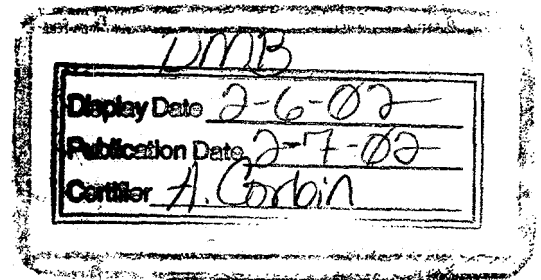 DMB
Display Date 2-6-02
Publication Date 2-7-02
Certifier A. Corbin